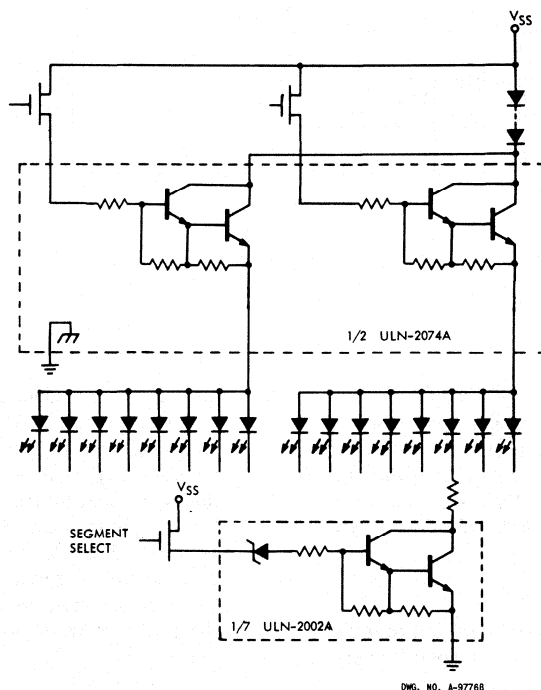 VSS
1/2 ULN-2074A
VSS
SEGMENT
SELECT
1/7 ULN-2002A
DWG. NO. A-9776B